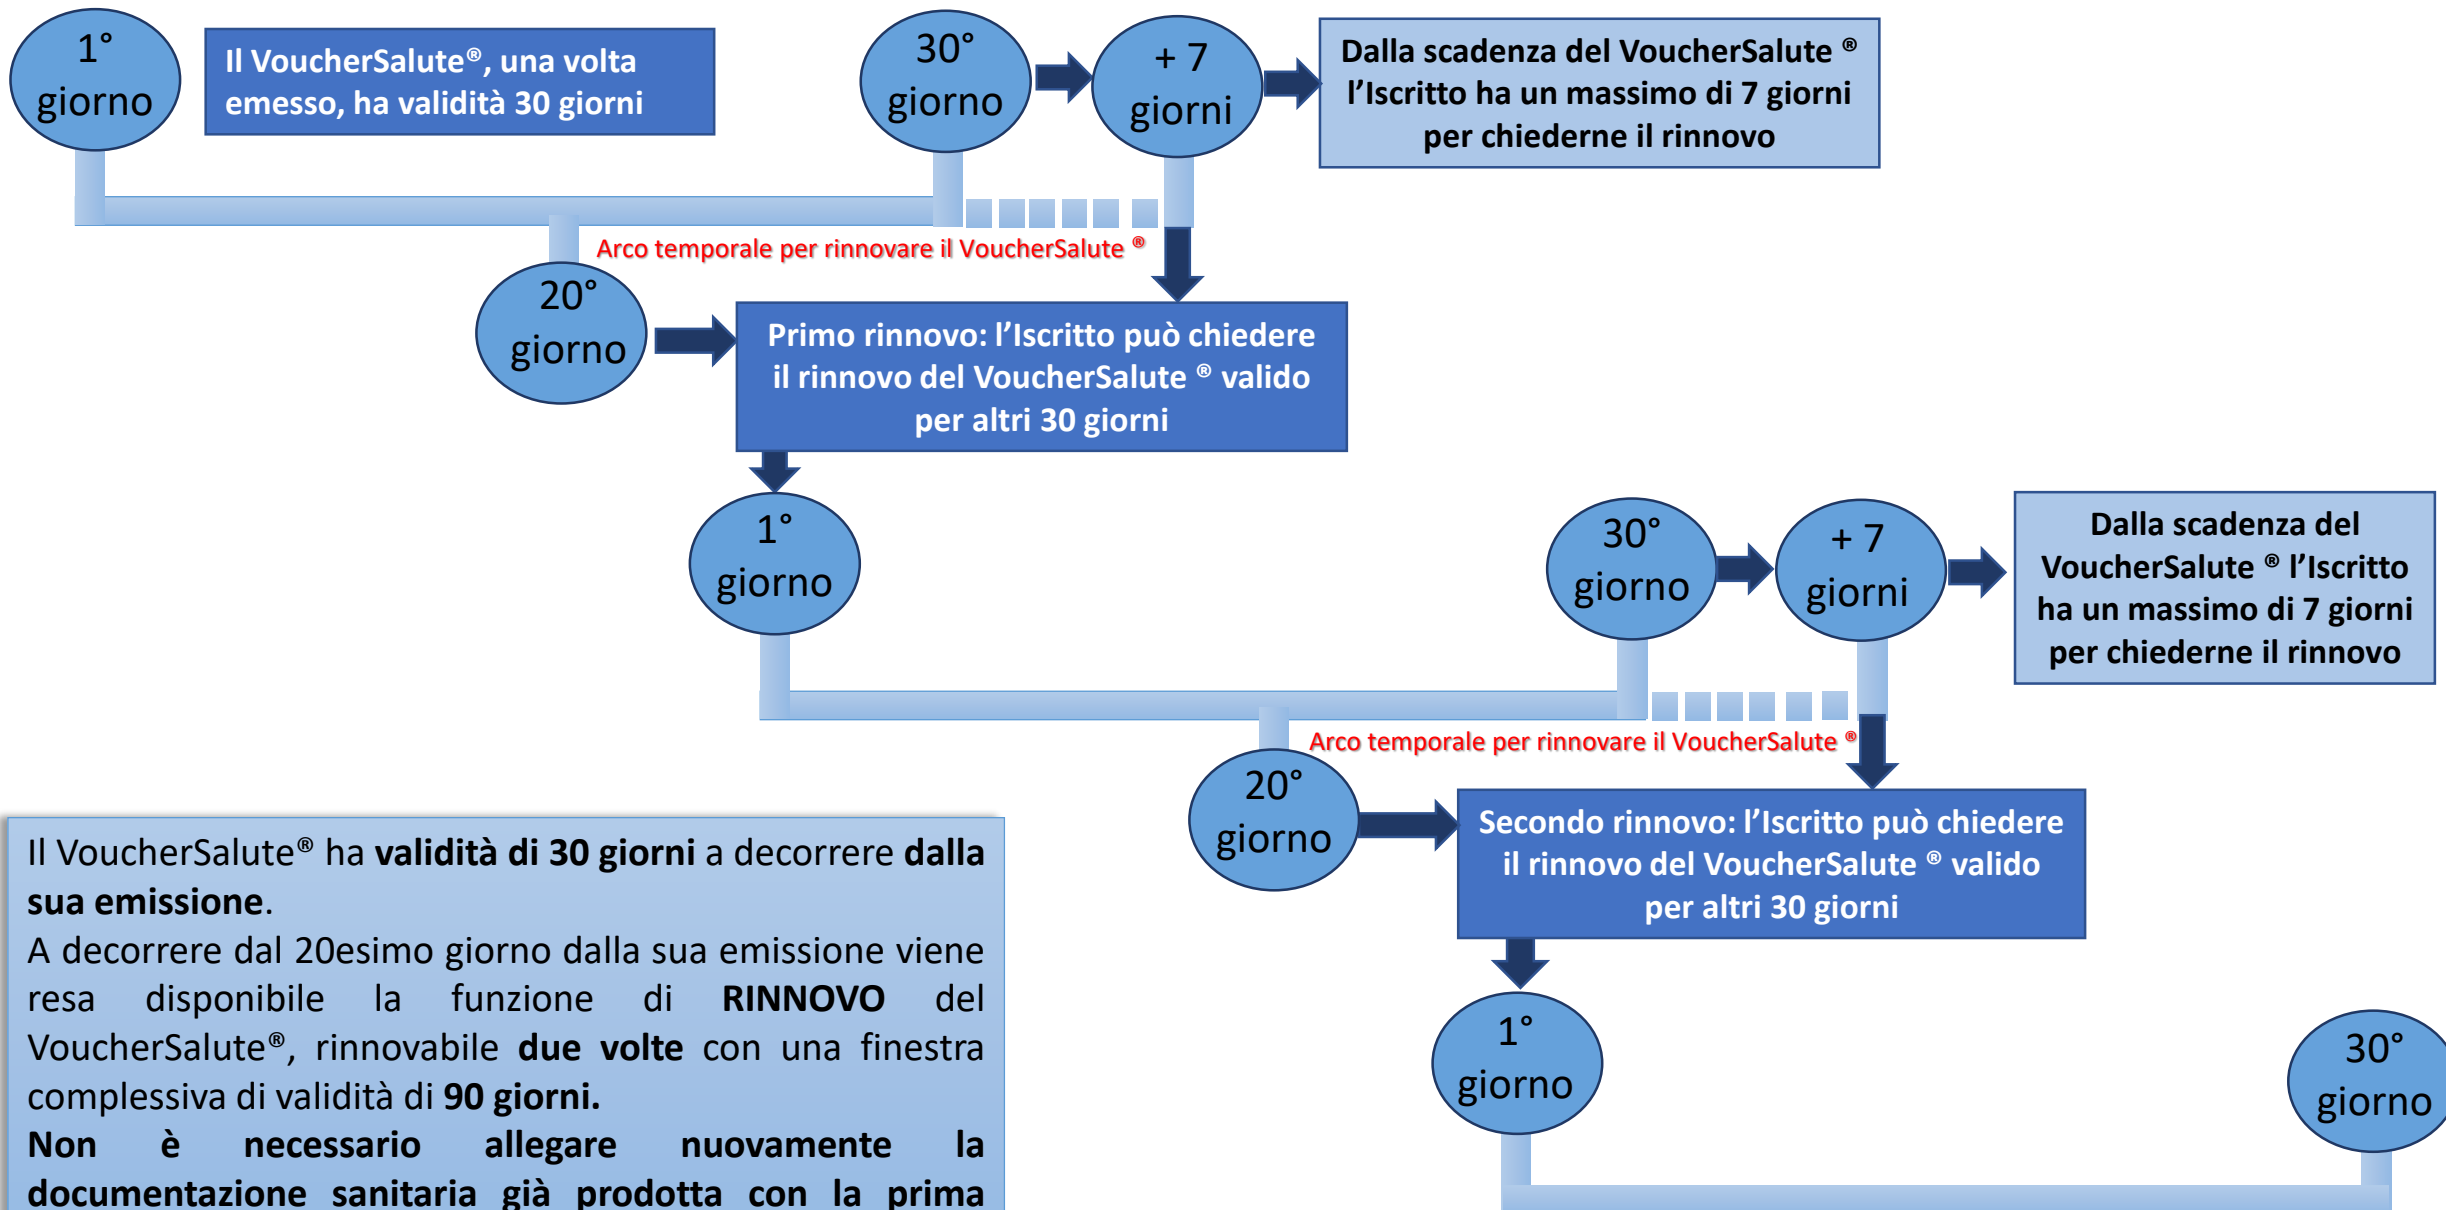 1°
giorno
Il VoucherSalute®, una volta
emesso, ha validità 30 giorni
30°
giorno
+ 7
giorni
Dalla scadenza del VoucherSalute ®
l’Iscritto ha un massimo di 7 giorni
per chiederne il rinnovo
Arco temporale per rinnovare il VoucherSalute ®
20°
giorno
Primo rinnovo: l’Iscritto può chiedere
il rinnovo del VoucherSalute ® valido
per altri 30 giorni
1°
giorno
30°
giorno
+ 7
giorni
Dalla scadenza del
VoucherSalute ® l’Iscritto
ha un massimo di 7 giorni
per chiederne il rinnovo
Arco temporale per rinnovare il VoucherSalute ®
20°
giorno
Secondo rinnovo: l’Iscritto può chiedere
il rinnovo del VoucherSalute ® valido
per altri 30 giorni
1°
giorno
30°
giorno
Il VoucherSalute® ha validità di 30 giorni a decorrere dalla
sua emissione.
A decorrere dal 20esimo giorno dalla sua emissione viene
resa disponibile la funzione di RINNOVO del
VoucherSalute®, rinnovabile due volte con una finestra
complessiva di validità di 90 giorni.
Non è necessario allegare nuovamente la
documentazione sanitaria già prodotta con la prima